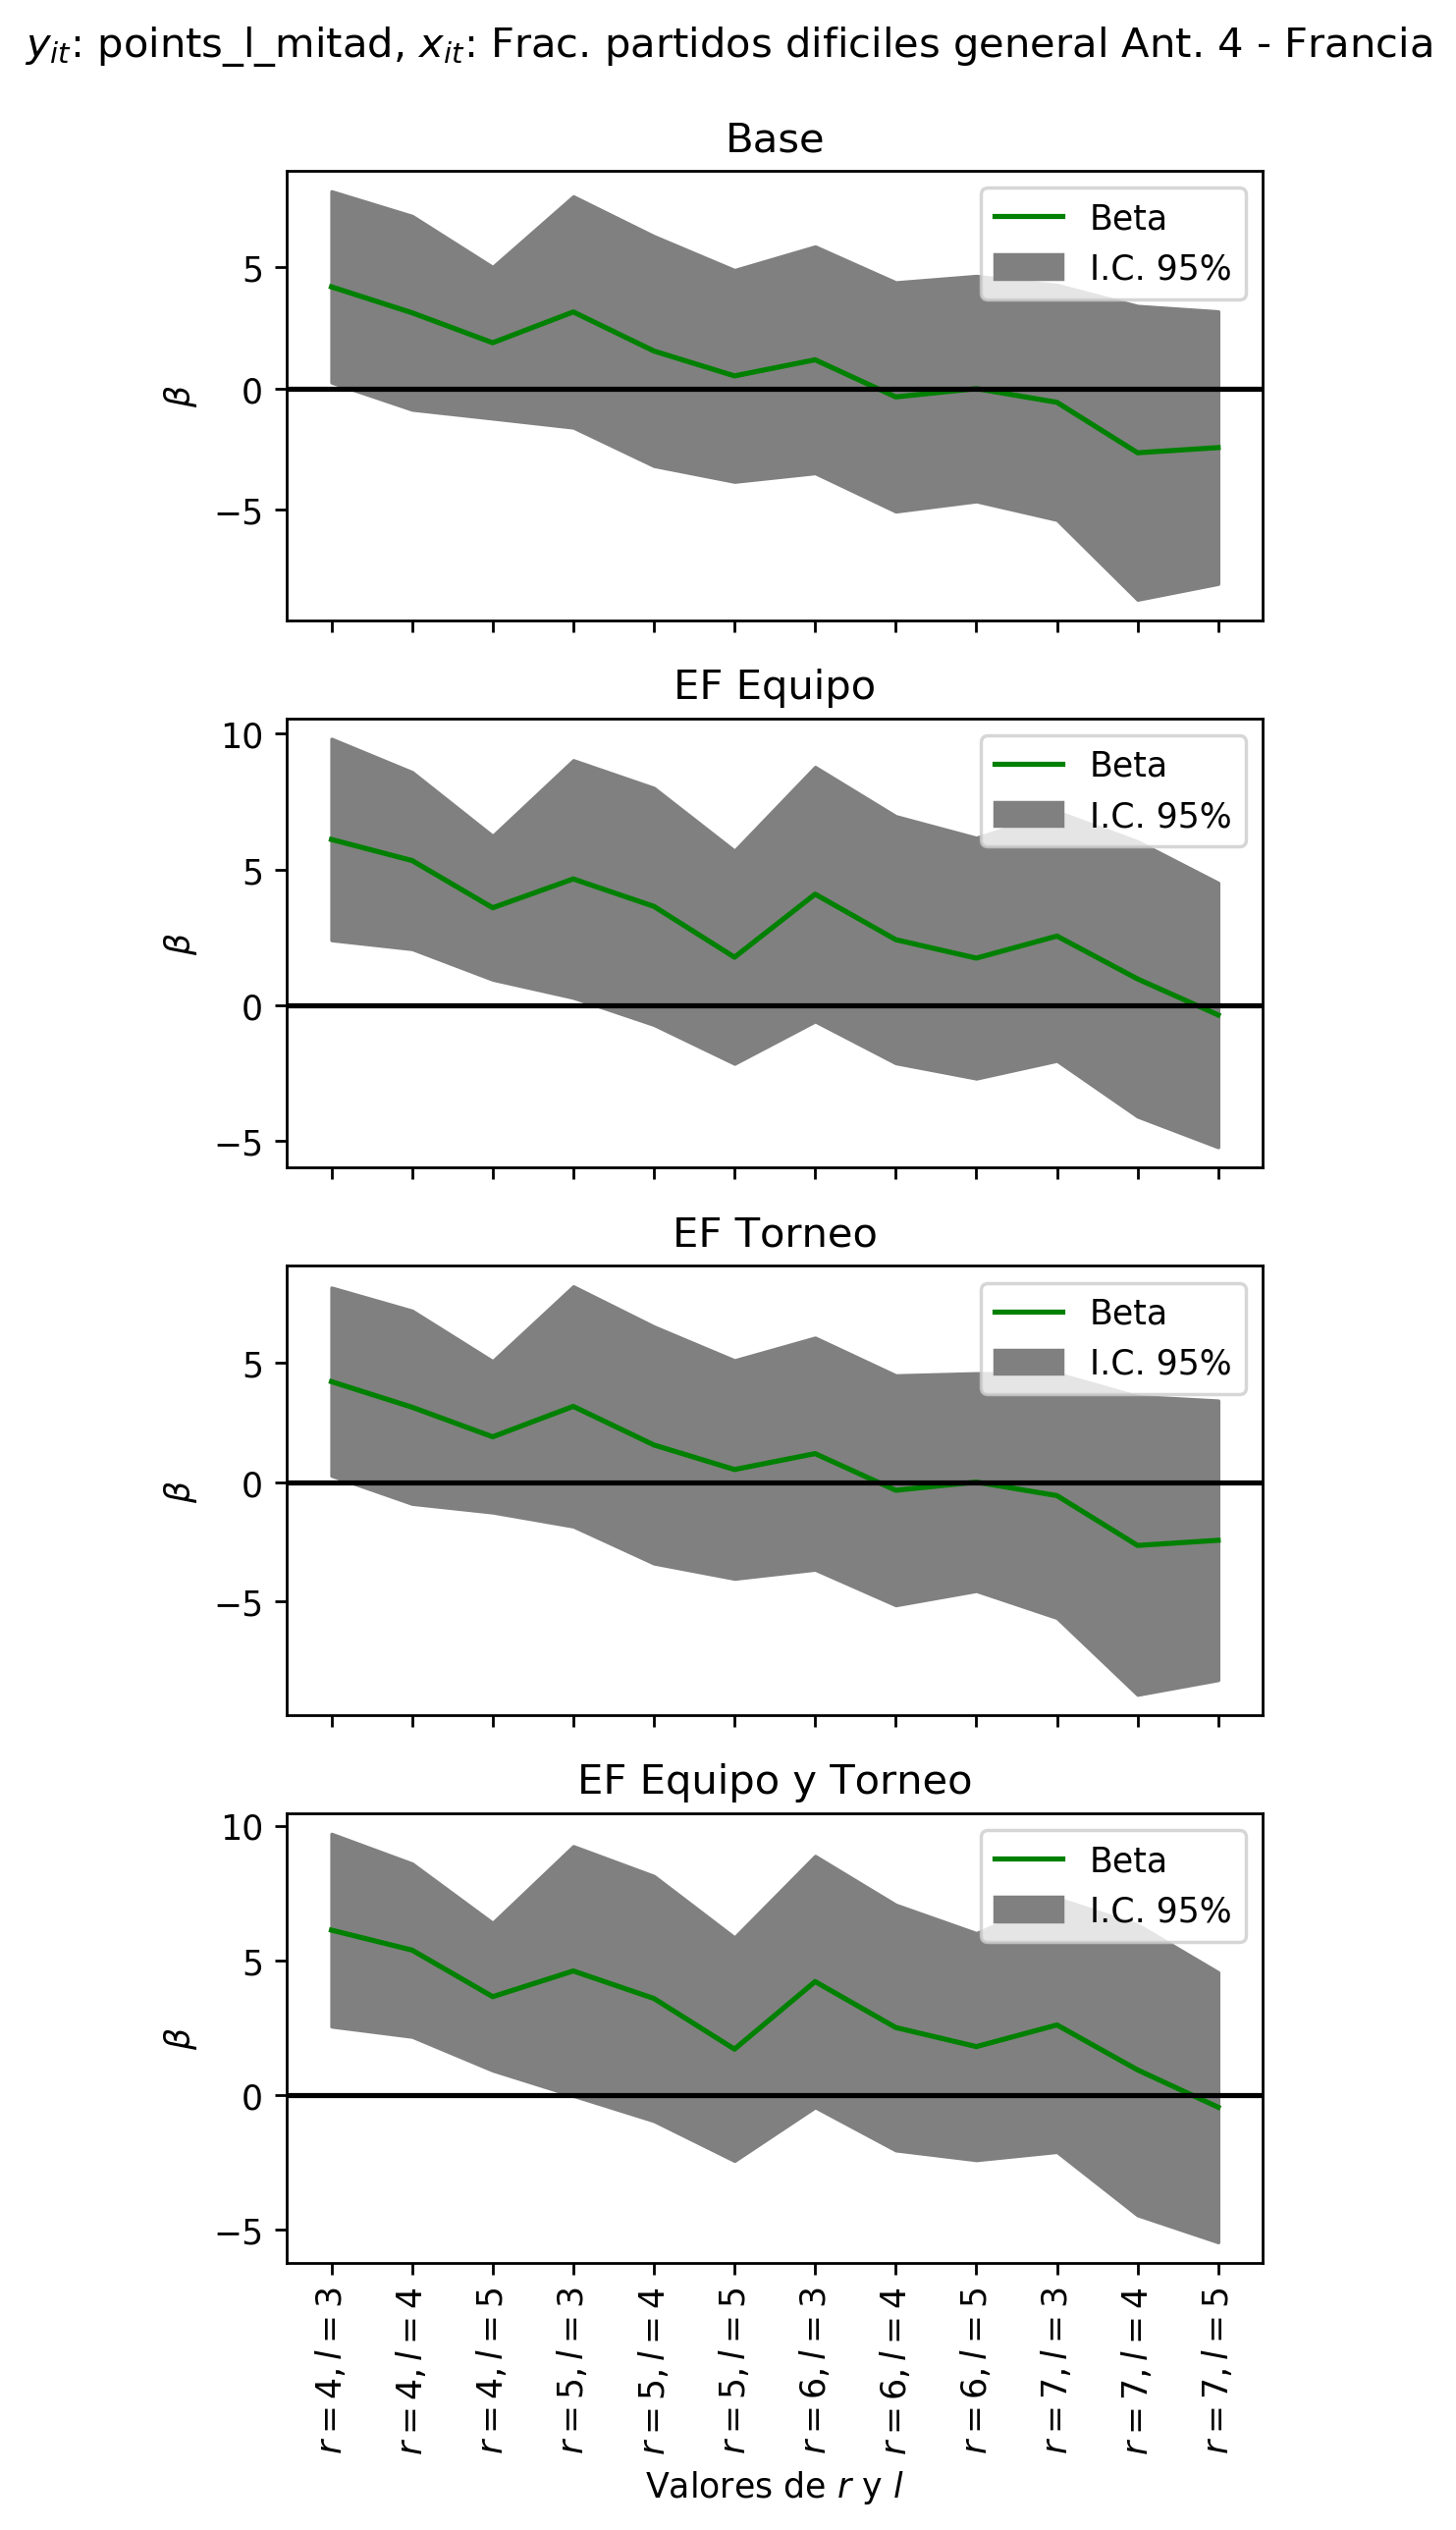 y_it: points_l_mitad, x_it: Frac. partidos dificiles general Ant. 4 - Francia
Base
Beta
I.C. 95%
5
0
−5
β
EF Equipo
Beta
I.C. 95%
10
5
0
−5
β
EF Torneo
Beta
I.C. 95%
5
0
−5
β
EF Equipo y Torneo
Beta
I.C. 95%
10
5
0
−5
β
r = 4, l = 3
r = 4, l = 4
r = 4, l = 5
r = 5, l = 3
r = 5, l = 4
r = 5, l = 5
r = 6, l = 3
r = 6, l = 4
r = 6, l = 5
r = 7, l = 3
r = 7, l = 4
r = 7, l = 5
Valores de r y l